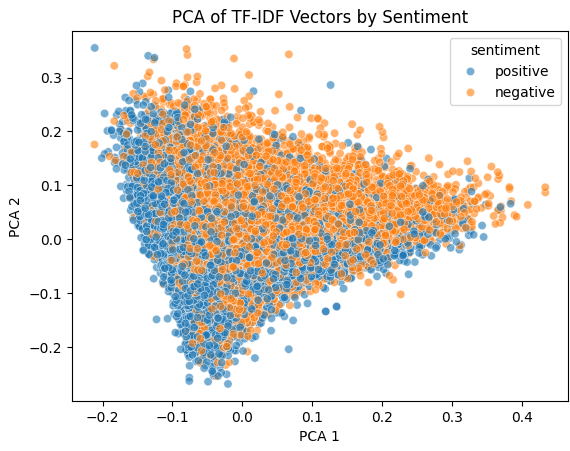 PCA of TF-IDF Vectors by Sentiment
sentiment
positive
negative
PCA 2
0.3
0.2
0.1
0.0
−0.1
−0.2
−0.2
−0.1
0.0
0.1
0.2
0.3
0.4
PCA 1